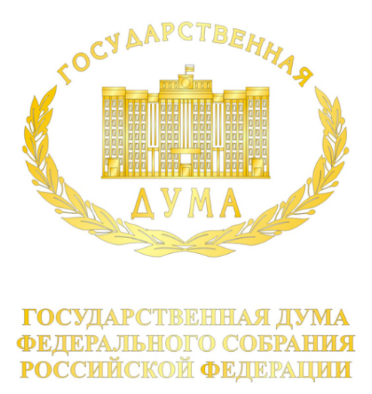 ГОСУДАРСТВЕННАЯ
ДУМА
ГОСУДАРСТВЕННАЯ ДУМА
ФЕДЕРАЛЬНОГО СОБРАНИЯ
РОССИЙСКОЙ ФЕДЕРАЦИИ